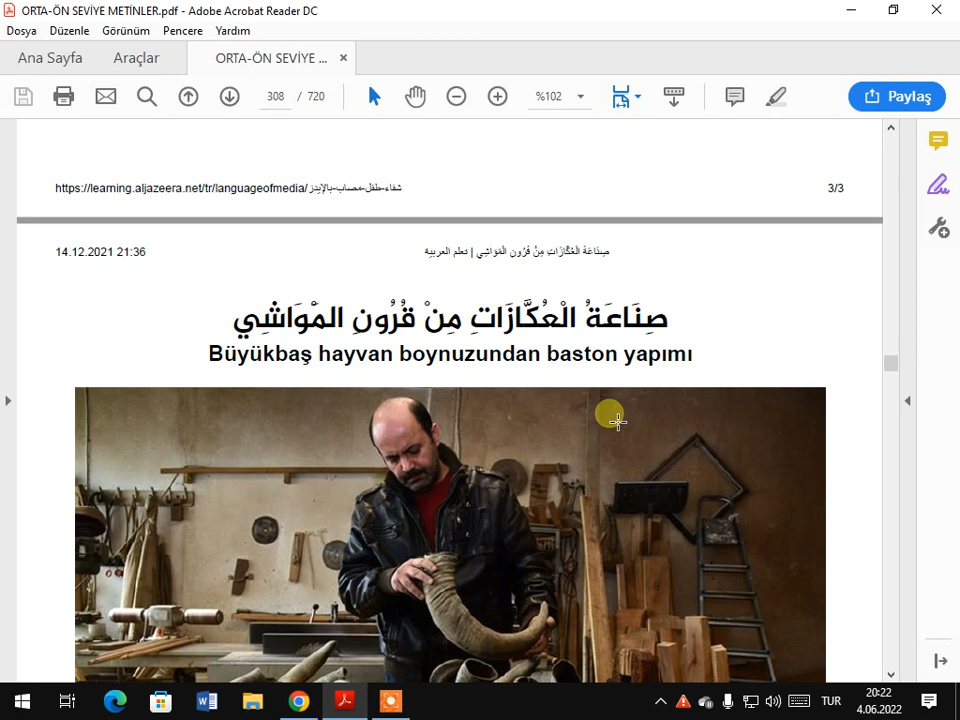 ORTA-ÖN SEVİYE METİNLER.pdf - Adobe Acrobat Reader DC
Dosya Düzenle Görünüm Pencere Yardım
Ana Sayfa Araçlar ORTA-ÖN SEVİYE ... ×
308 / 720 %102 Paylaş
https://learning.aljazeera.net/tr/languageofmedia/شفاء-طفل-مصاب-بالإيدز 3/3
14.12.2021 21:36 صِنَاعَةُ الْعُكَّازَاتِ مِنْ قُرُونِ الْمَوَاشِي | تعلم العربية
صِنَاعَةُ الْعُكَّازَاتِ مِنْ قُرُونِ المَّوَاشِي
Büyükbaş hayvan boynuzundan baston yapımı
TUR 20:22
4.06.2022